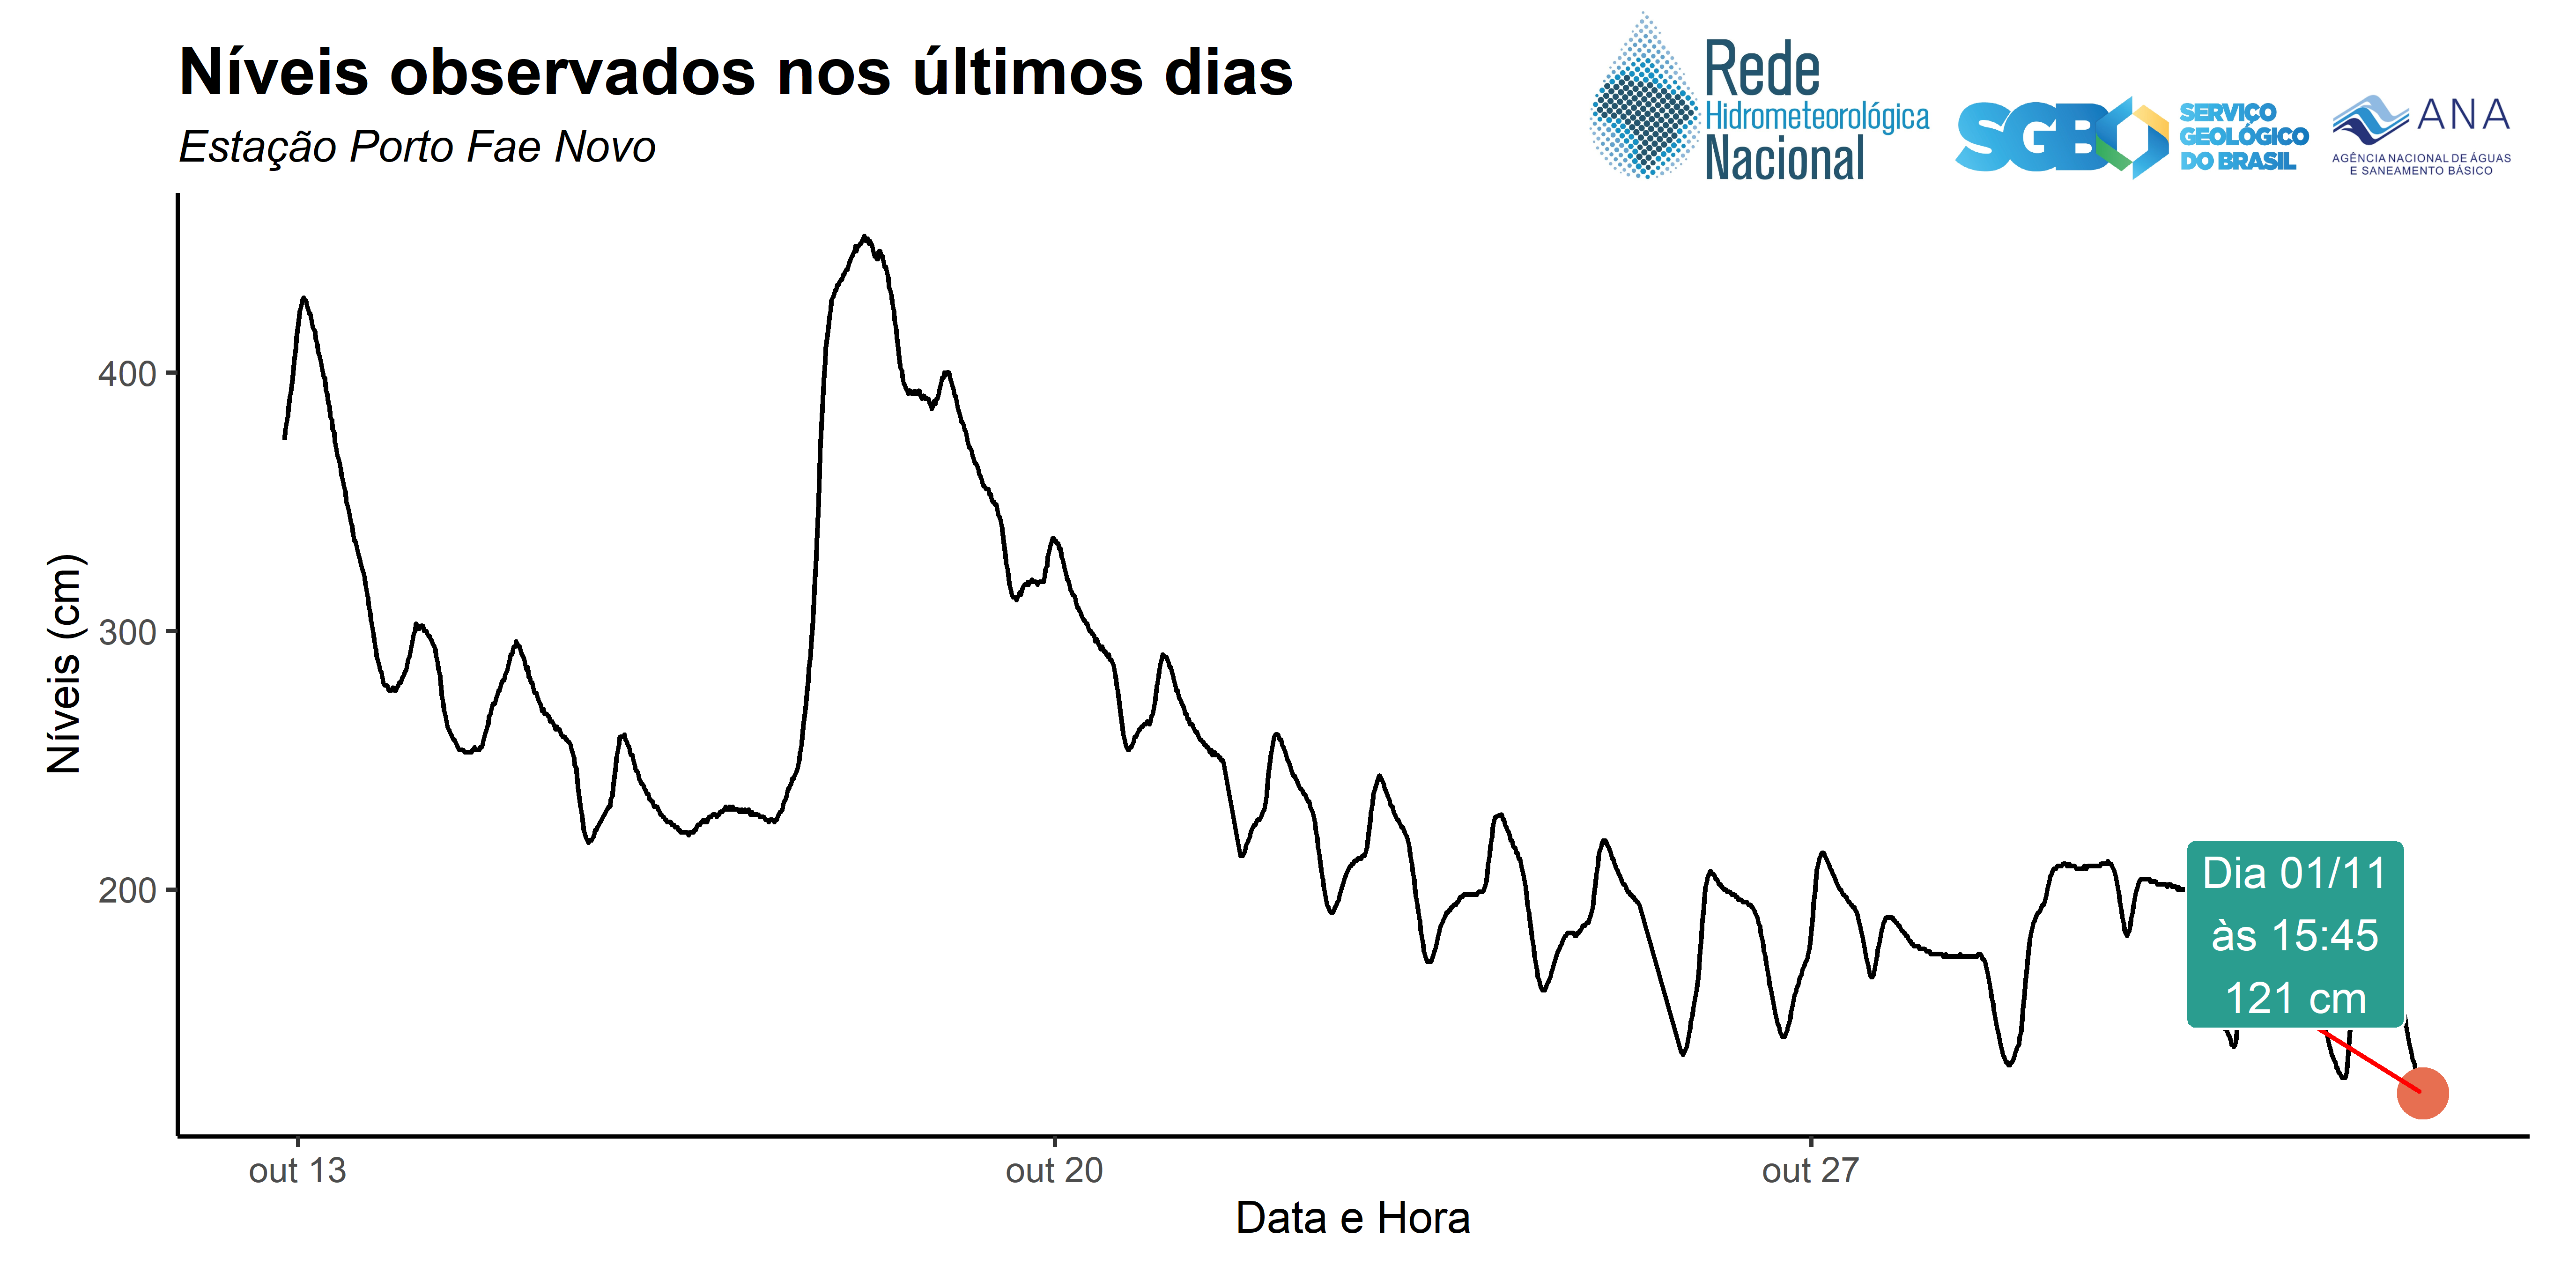 Níveis observados nos últimos dias
Estação Porto Fae Novo
Rede
Hidrometeorológica
Nacional
SGB
SERVIÇO
GEOLÓGICO
DO BRASIL
ANA
AGÊNCIA NACIONAL DE ÁGUAS
E SANEAMENTO BÁSICO
Níveis (cm)
400
300
200
Dia 01/11
às 15:45
121 cm
out 13
out 20
out 27
Data e Hora